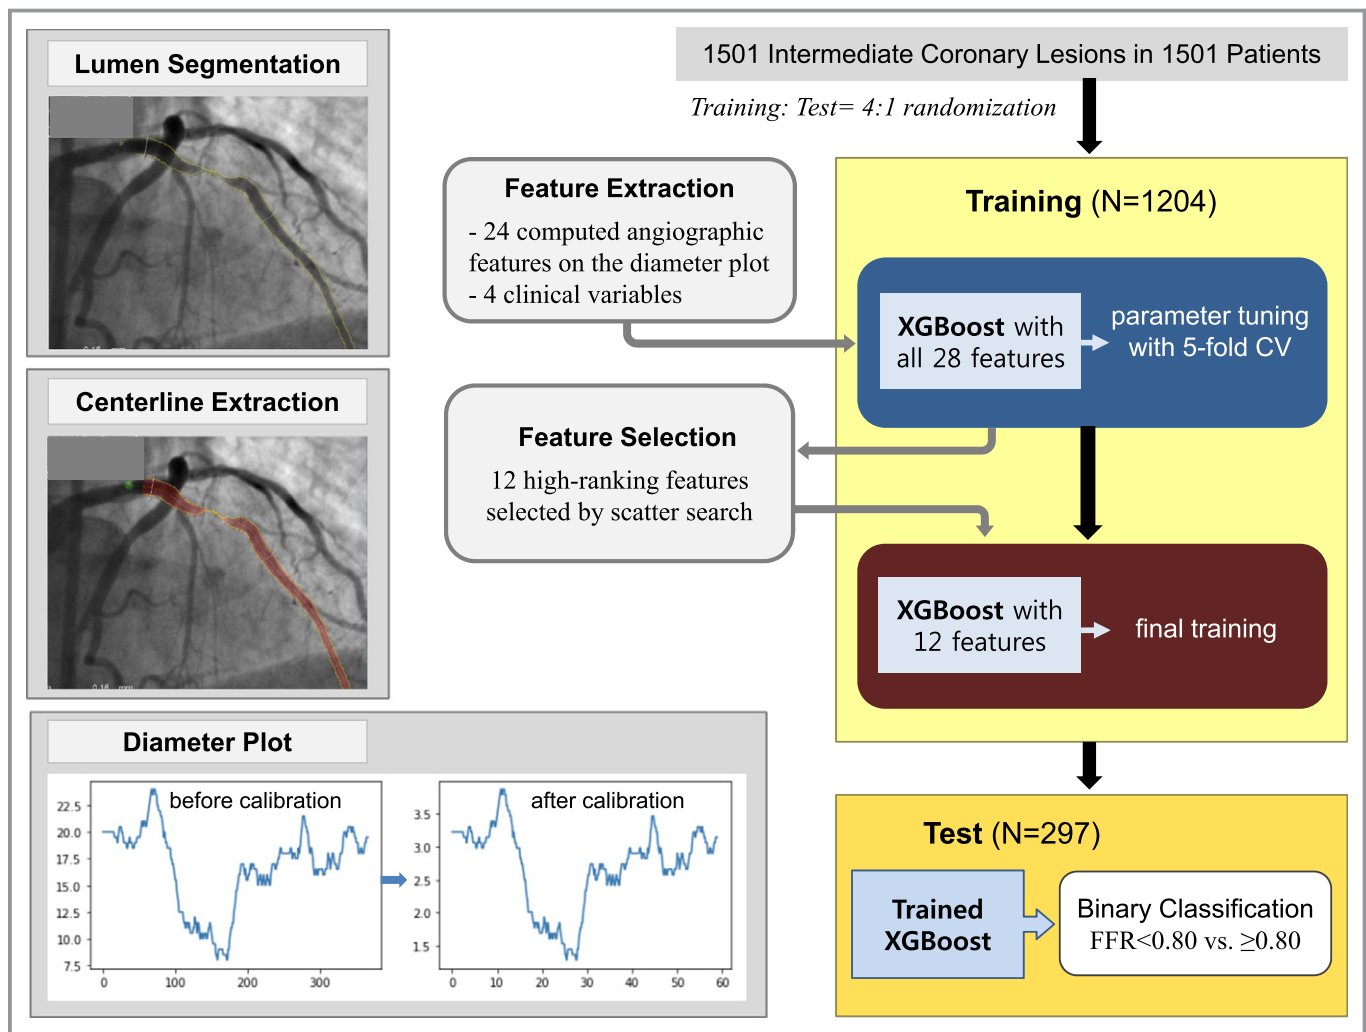 Lumen Segmentation
Centerline Extraction
0.16 mm
Diameter Plot
before calibration
22.5
20.0
17.5
15.0
12.5
10.0
7.5
0
100
200
300
after calibration
3.5
3.0
2.5
2.0
1.5
0
10
20
30
40
50
60
1501 Intermediate Coronary Lesions in 1501 Patients
Training: Test= 4:1 randomization
Feature Extraction
- 24 computed angiographic
features on the diameter plot
- 4 clinical variables
Training (N=1204)
XGBoost with
all 28 features
parameter tuning
with 5-fold CV
Feature Selection
12 high-ranking features
selected by scatter search
XGBoost with
12 features
final training
Test (N=297)
Trained
XGBoost
Binary Classification
FFR<0.80 vs. ≥0.80